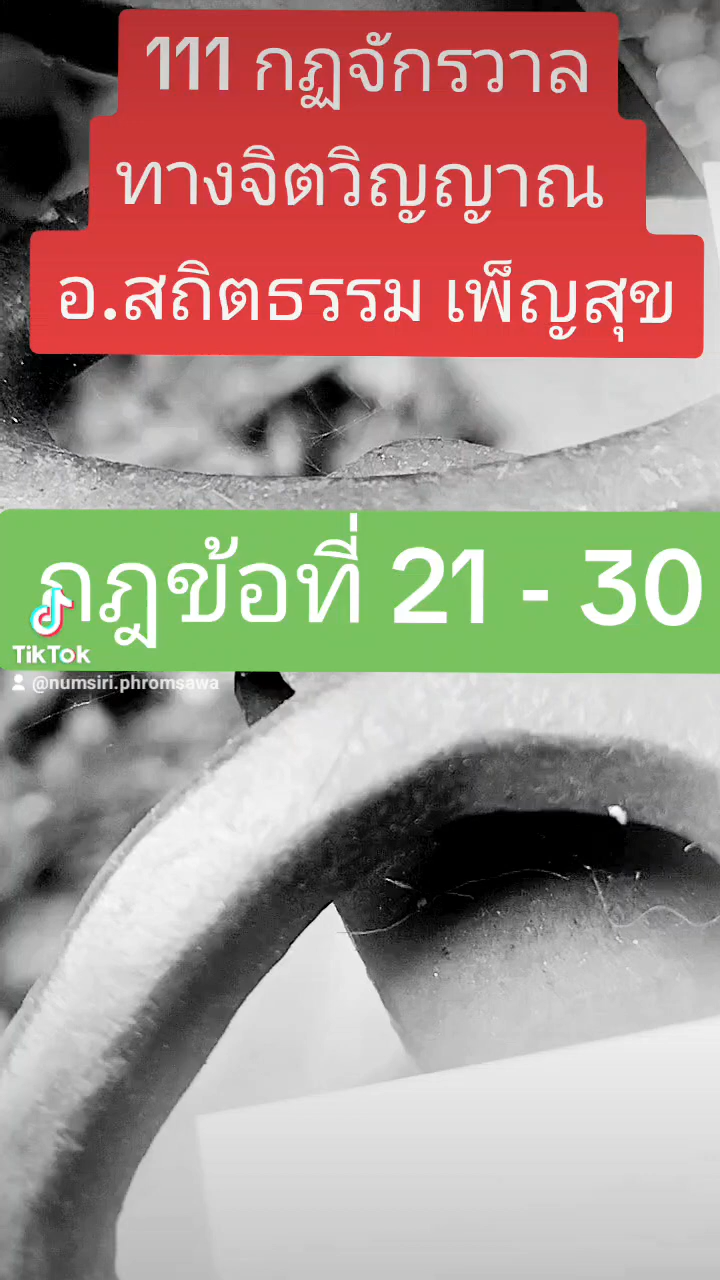 111 กฏจักรวาล
ทางจิตวิญญาณ
อ.สถิตธรรม เพ็ญสุข
กฎข้อที่ 21 - 30
TikTok
@numsiri.phromsawa